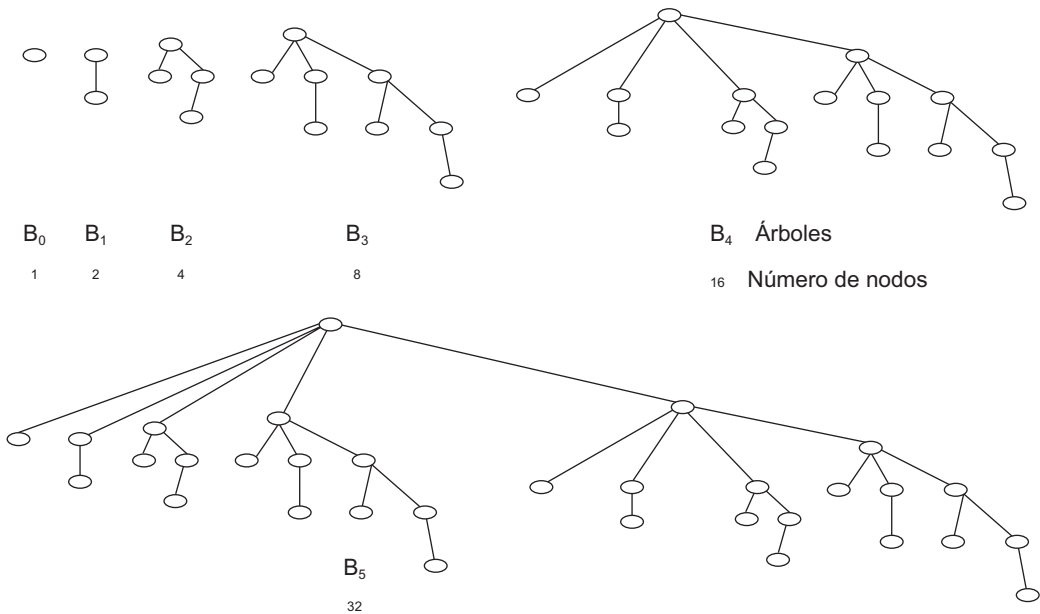 B₀ B₁ B₂ B₃ B₄ Árboles
1 2 4 8 16 Número de nodos
B₅
32